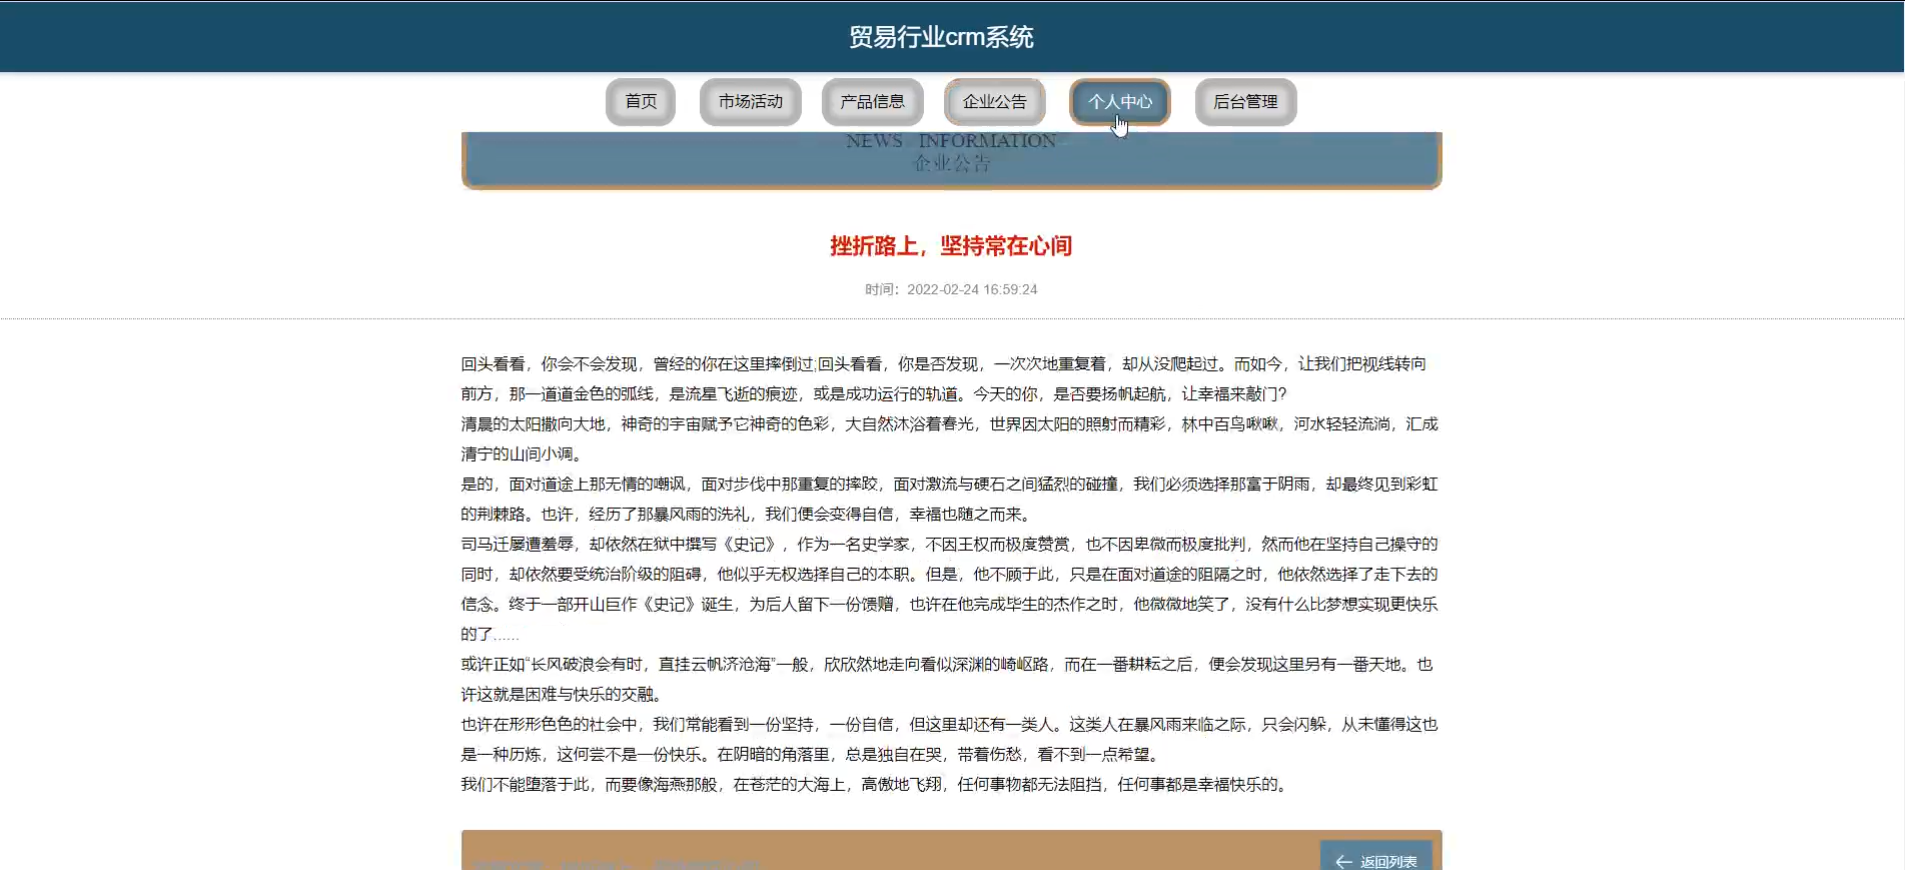 贸易行业crm系统
首页 市场活动 产品信息 企业公告 个人中心 后台管理
NEWS INFORMATION
企业公告
挫折路上，坚持常在心间
时间：2022-02-24 16:59:24
回头看看，你会不会发现，曾经的你在这里摔倒过;回头看看，你是否发现，一次次地重复着，却从没爬起过。而如今，让我们把视线转向
前方，那一道道金色的弧线，是流星飞逝的痕迹，或是成功运行的轨道。今天的你，是否要扬帆起航，让幸福来敲门?
清晨的太阳撒向大地，神奇的宇宙赋予它神奇的色彩，大自然沐浴着春光，世界因太阳的照射而精彩，林中百鸟啾啾，河水轻轻流淌，汇成
清宁的山间小调。
是的，面对道途上那无情的嘲讽，面对步伐中那重复的摔跤，面对激流与硬石之间猛烈的碰撞，我们必须选择那富于阴雨，却最终见到彩虹
的荆棘路。也许，经历了那暴风雨的洗礼，我们便会变得自信，幸福也随之而来。
司马迁屡遭羞辱，却依然在狱中撰写《史记》，作为一名史学家，不因王权而极度赞赏，也不因卑微而极度批判，然而他在坚持自己操守的
同时，却依然要受统治阶级的阻碍，他似乎无权选择自己的本职。但是，他不顾于此，只是在面对道途的阻隔之时，他依然选择了走下去的
信念。终于一部开山巨作《史记》诞生，为后人留下一份馈赠，也许在他完成毕生的杰作之时，他微微地笑了，没有什么比梦想实现更快乐
的了......
或许正如“长风破浪会有时，直挂云帆济沧海”一般，欣欣然地走向看似深渊的崎岖路，而在一番耕耘之后，便会发现这里另有一番天地。也
许这就是困难与快乐的交融。
也许在形形色色的社会中，我们常能看到一份坚持，一份自信，但这里却还有一类人。这类人在暴风雨来临之际，只会闪躲，从未懂得这也
是一种历炼，这何尝不是一份快乐。在阴暗的角落里，总是独自在哭，带着伤愁，看不到一点希望。
我们不能堕落于此，而要像海燕那般，在苍茫的大海上，高傲地飞翔，任何事物都无法阻挡，任何事都是幸福快乐的。
返回列表